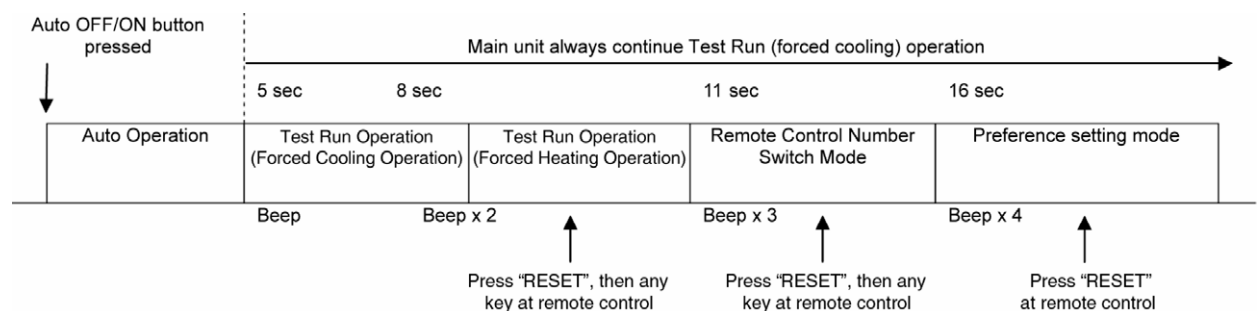 Auto OFF/ON button
pressed
Main unit always continue Test Run (forced cooling) operation
5 sec
8 sec
11 sec
16 sec
Auto Operation
Test Run Operation
(Forced Cooling Operation)
Test Run Operation
(Forced Heating Operation)
Remote Control Number
Switch Mode
Preference setting mode
Beep
Beep x 2
Beep x 3
Beep x 4
Press “RESET”, then any
key at remote control
Press “RESET”, then any
key at remote control
Press “RESET”
at remote control